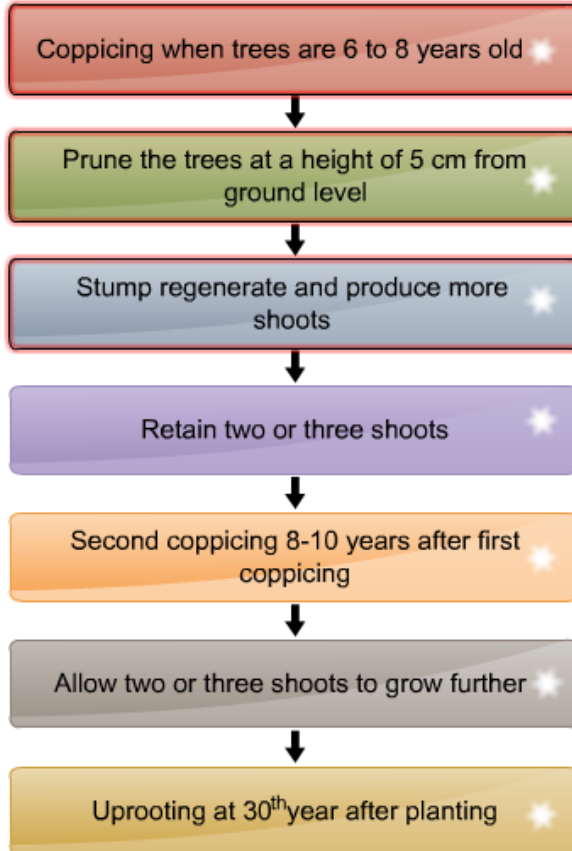 Coppicing when trees are 6 to 8 years old
Prune the trees at a height of 5 cm from
ground level
Stump regenerate and produce more
shoots
Retain two or three shoots
Second coppicing 8-10 years after first
coppicing
Allow two or three shoots to grow further
Uprooting at 30th year after planting